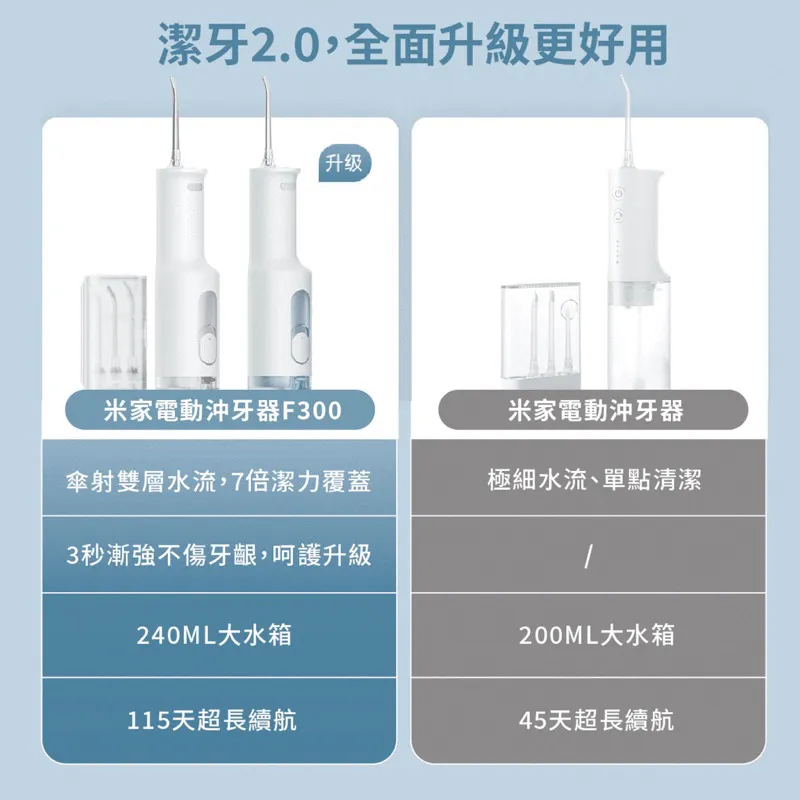 潔牙2.0，全面升級更好用
升级
米家電動沖牙器F300
米家電動沖牙器
傘射雙層水流，7倍潔力覆蓋
極細水流、單點清潔
3秒漸強不傷牙齦，呵護升級
/
240ML大水箱
200ML大水箱
115天超長續航
45天超長續航